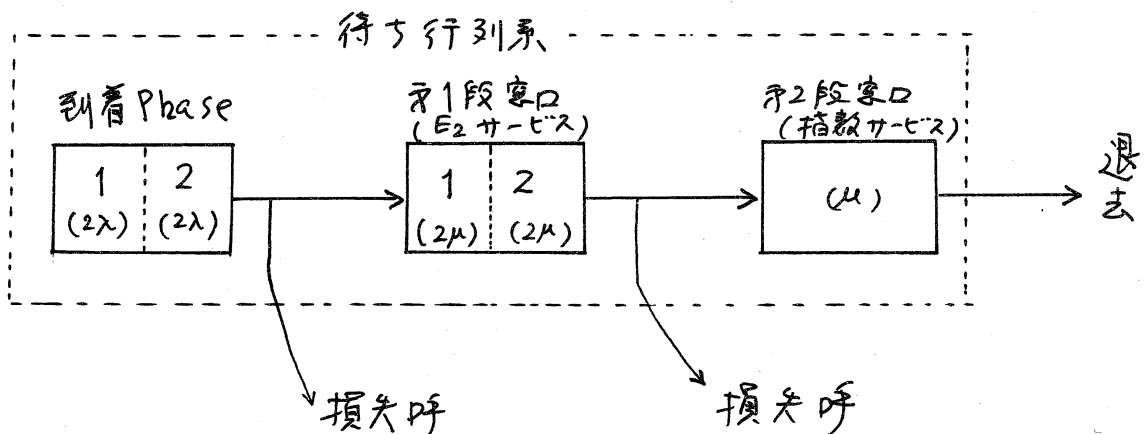 待ち行列系
到着Phase
第1段窓口
(E₂サービス)
第2段窓口
(指数サービス)
1 2
(2λ) (2λ)
1 2
(2μ) (2μ)
(μ)
退去
損失呼
損失呼